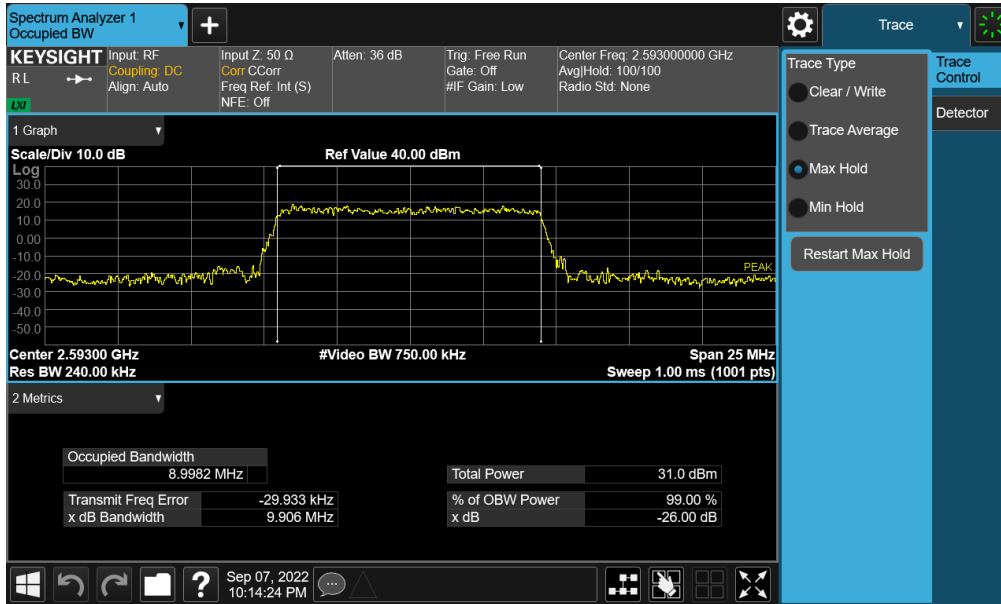 Spectrum Analyzer 1
Occupied BW
+
Trace
KEYSIGHT
R L
LXI
Input: RF
Coupling: DC
Align: Auto
Input Z: 50 Ω
Corr CCorr
Freq Ref: Int (S)
NFE: Off
Atten: 36 dB
Trig: Free Run
Gate: Off
#IF Gain: Low
Center Freq: 2.593000000 GHz
Avg|Hold: 100/100
Radio Std: None
Trace Type
Clear / Write
Trace Average
Max Hold
Min Hold
Restart Max Hold
Trace
Control
Detector
1 Graph
Scale/Div 10.0 dB
Ref Value 40.00 dBm
Log
30.0
20.0
10.0
0.00
-10.0
-20.0
-30.0
-40.0
-50.0
PEAK
Center 2.59300 GHz
#Video BW 750.00 kHz
Span 25 MHz
Res BW 240.00 kHz
Sweep 1.00 ms (1001 pts)
2 Metrics
Occupied Bandwidth
8.9982 MHz
Total Power 31.0 dBm
Transmit Freq Error -29.933 kHz
% of OBW Power 99.00 %
x dB Bandwidth 9.906 MHz
x dB -26.00 dB
?
Sep 07, 2022
10:14:24 PM